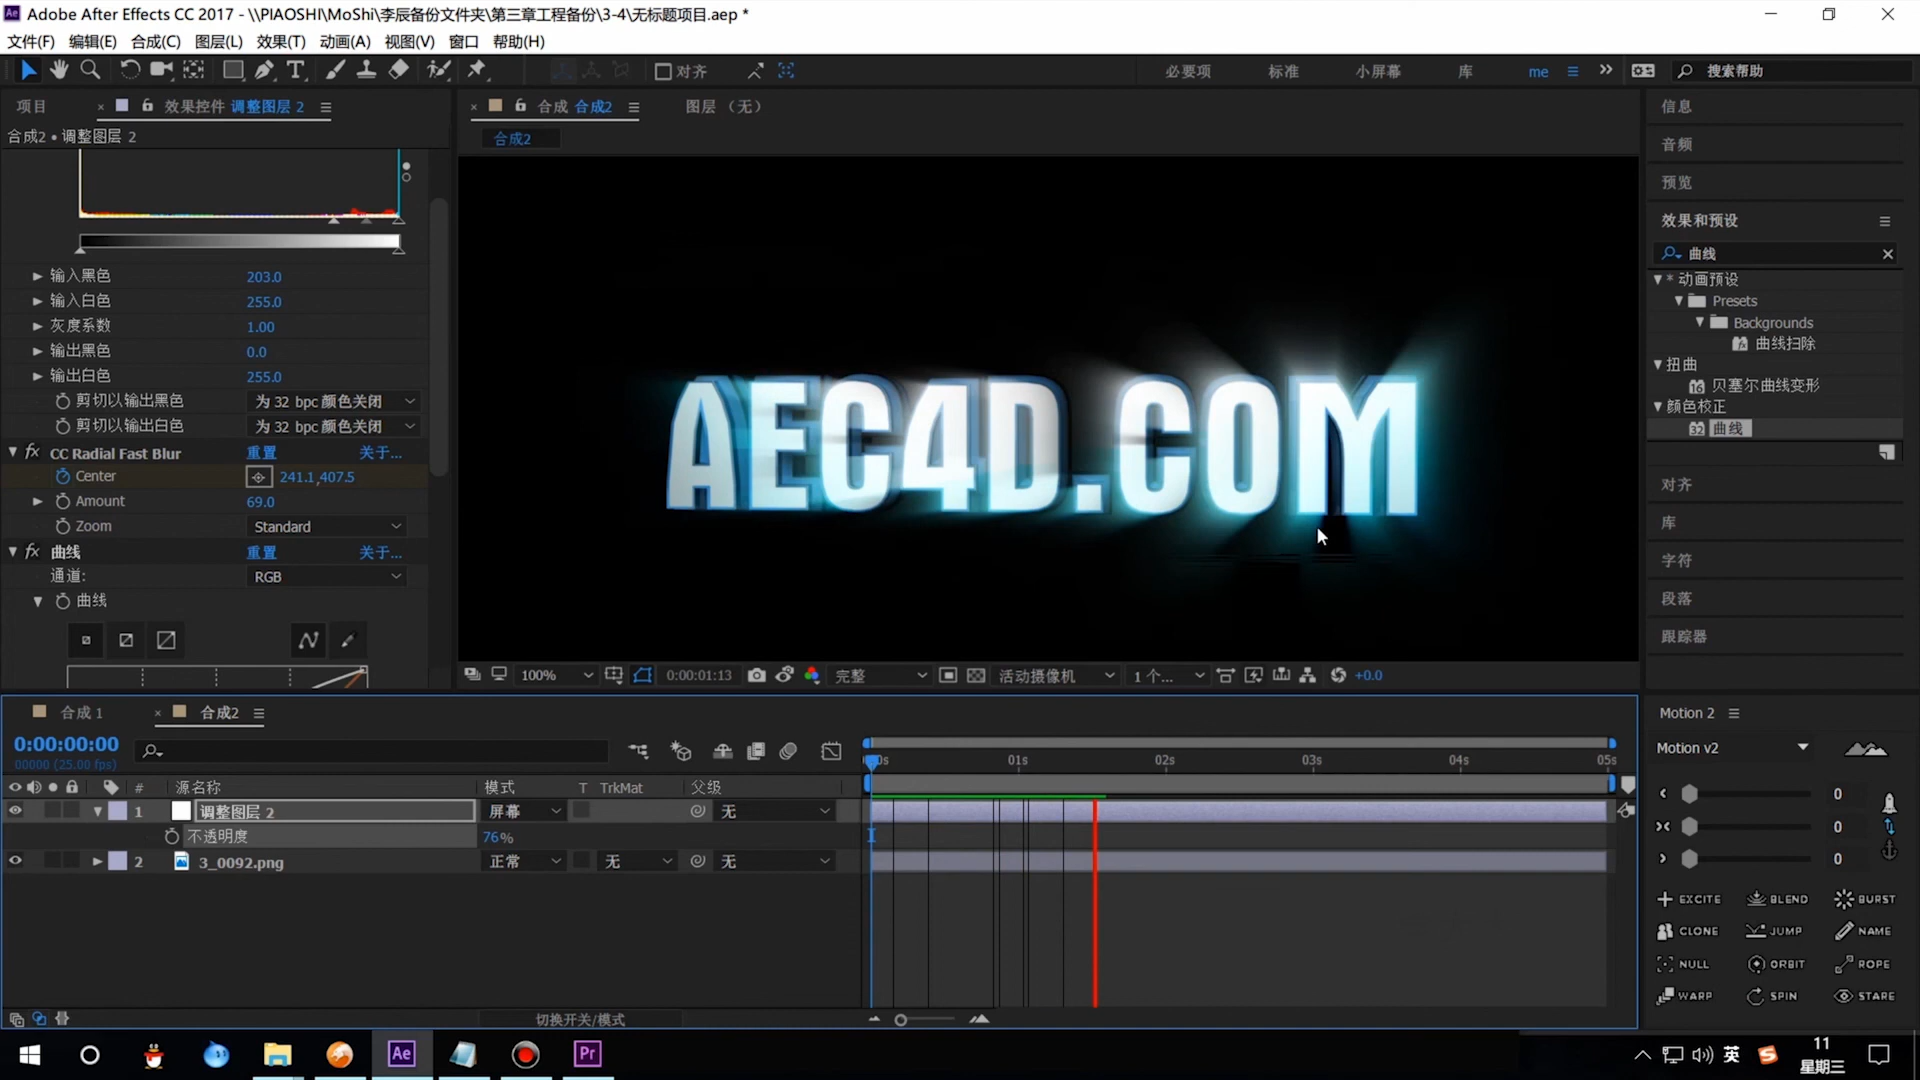 Adobe After Effects CC 2017 - \\PIAOSHI\MoShi\李辰备份文件夹\第三章工程备份\3-4\无标题项目.aep *
文件(F) 编辑(E) 合成(C) 图层(L) 效果(T) 动画(A) 视图(V) 窗口 帮助(H)
对齐 必要项 标准 小屏幕 库 me 搜索帮助
项目 效果控件 调整图层 2
合成 合成2 图层 (无)
合成2 • 调整图层 2
合成2
输入黑色 203.0
输入白色 255.0
灰度系数 1.00
输出黑色 0.0
输出白色 255.0
剪切以输出黑色 为 32 bpc 颜色关闭
剪切以输出白色 为 32 bpc 颜色关闭
fx CC Radial Fast Blur 重置 关于...
Center 241.1,407.5
Amount 69.0
Zoom Standard
fx 曲线 重置 关于...
通道: RGB
曲线
AEC4D.COM
100% 0:00:01:13 完整 活动摄像机 1 个... +0.0
信息
音频
预览
效果和预设
曲线
* 动画预设
Presets
Backgrounds
曲线扫除
扭曲
贝塞尔曲线变形
颜色校正
曲线
对齐
库
字符
段落
跟踪器
合成 1 合成2
0:00:00:00
00000 (25.00 fps)
01s 02s 03s 04s 05s
# 源名称 模式 T TrkMat 父级
1 调整图层 2 屏幕 无
不透明度 76%
2 3_0092.png 正常 无 无
切换开关/模式
Motion 2
Motion v2
0
0
0
EXCITE BLEND BURST
CLONE JUMP NAME
NULL ORBIT ROPE
WARP SPIN STARE
Ae Pr 英 11
星期三